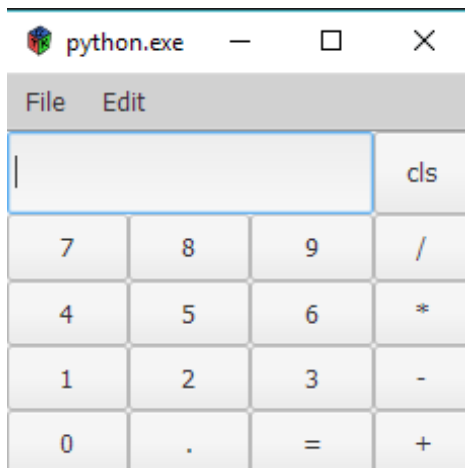 python.exe
File Edit
cls
7 8 9 /
4 5 6 *
1 2 3 -
0 . = +